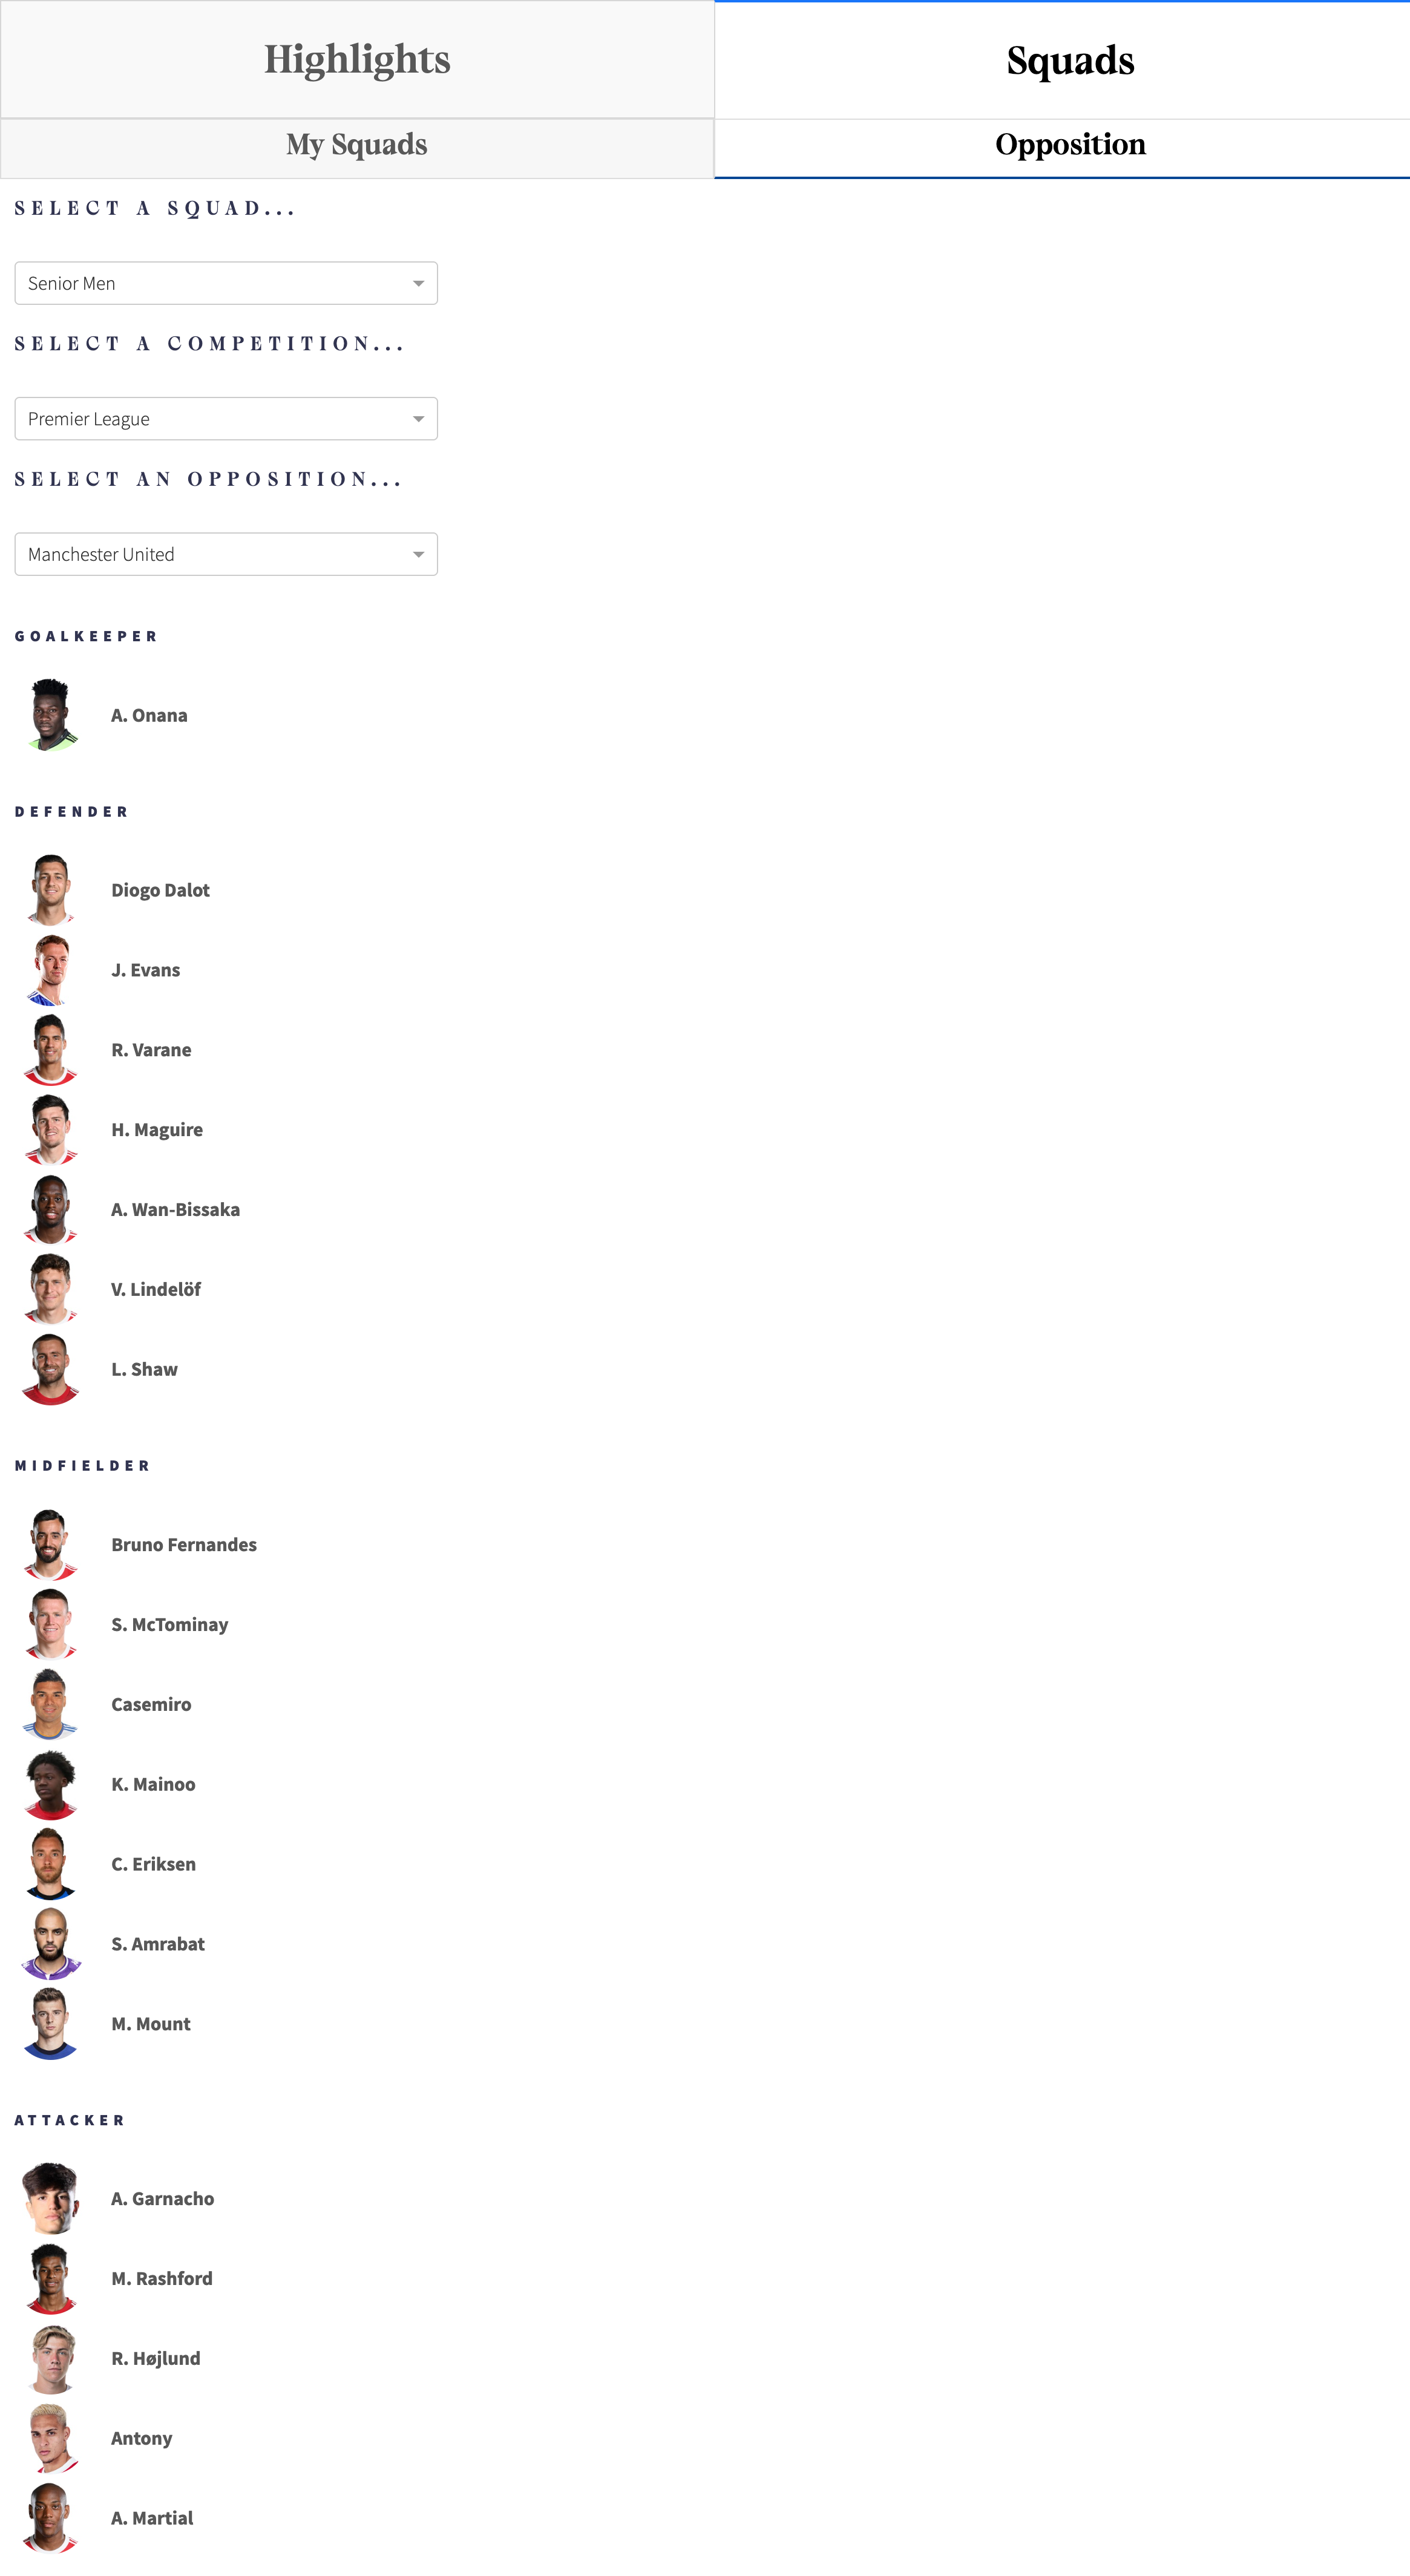 Highlights
Squads
My Squads
Opposition
SELECT A SQUAD...
Senior Men
SELECT A COMPETITION...
Premier League
SELECT AN OPPOSITION...
Manchester United
GOALKEEPER
A. Onana
DEFENDER
Diogo Dalot
J. Evans
R. Varane
H. Maguire
A. Wan-Bissaka
V. Lindelöf
L. Shaw
MIDFIELDER
Bruno Fernandes
S. McTominay
Casemiro
K. Mainoo
C. Eriksen
S. Amrabat
M. Mount
ATTACKER
A. Garnacho
M. Rashford
R. Højlund
Antony
A. Martial